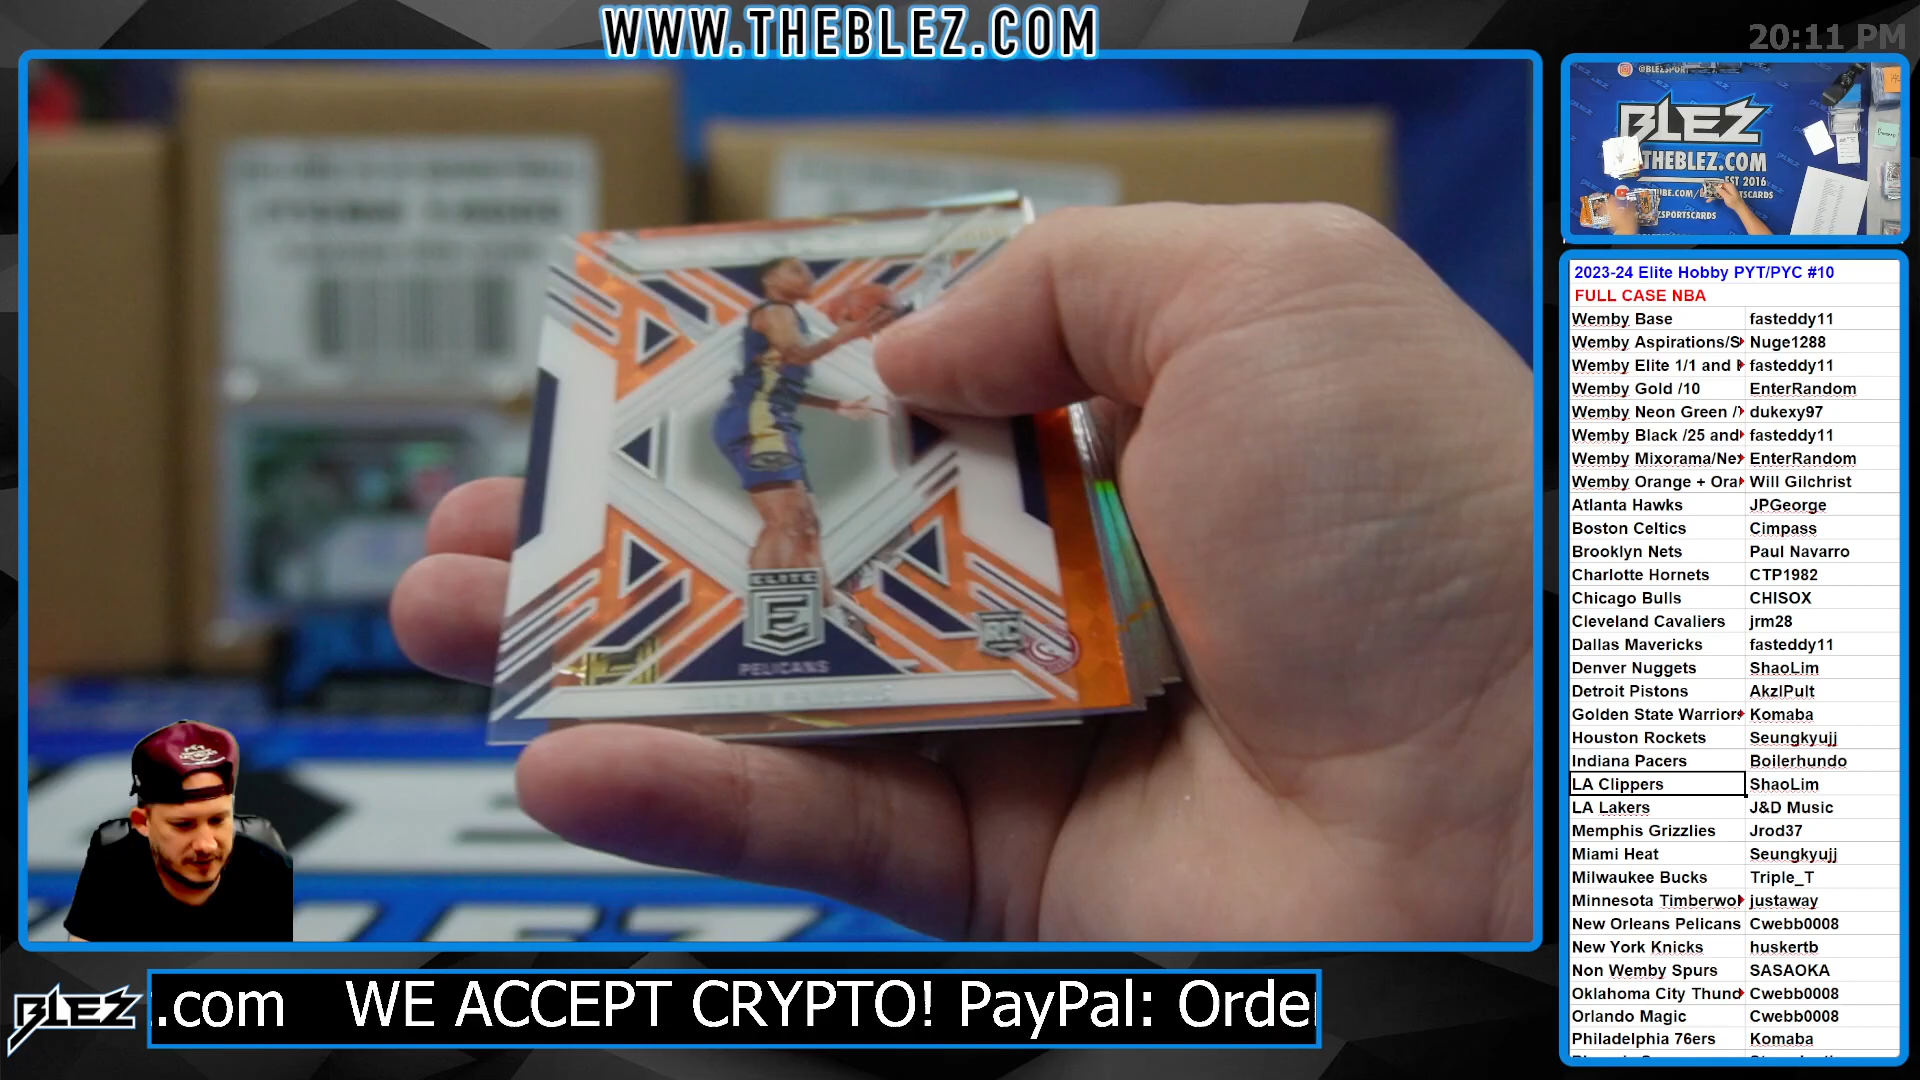 WWW.THEBLEZ.COM
20:11 PM
BLEZ
THEBLEZ.COM
EST 2016
2023-24 Elite Hobby PYT/PYC #10
FULL CASE NBA
Wemby Base fasteddy11
Wemby Aspirations/S Nuge1288
Wemby Elite 1/1 and fasteddy11
Wemby Gold /10 EnterRandom
Wemby Neon Green / dukexy97
Wemby Black /25 and fasteddy11
Wemby Mixorama/Ne EnterRandom
Wemby Orange + Ora Will Gilchrist
Atlanta Hawks JPGeorge
Boston Celtics Cimpass
Brooklyn Nets Paul Navarro
Charlotte Hornets CTP1982
Chicago Bulls CHISOX
Cleveland Cavaliers jrm28
Dallas Mavericks fasteddy11
Denver Nuggets ShaoLim
Detroit Pistons
Golden State Warriors Komaba
Houston Rockets Seungkyujj
Indiana Pacers Boilerhundo
LA Clippers ShaoLim
LA Lakers J&D Music
Memphis Grizzlies Jrod37
Miami Heat Seungkyujj
Milwaukee Bucks Triple_T
Minnesota Timberwol justaway
New Orleans Pelicans Cwebb0008
New York Knicks huskertb
Non Wemby Spurs SASAOKA
Oklahoma City Thund Cwebb0008
Orlando Magic Cwebb0008
Philadelphia 76ers Komaba
ELITE
E
RC
PELICANS
BLEZ
.com WE ACCEPT CRYPTO! PayPal: Order